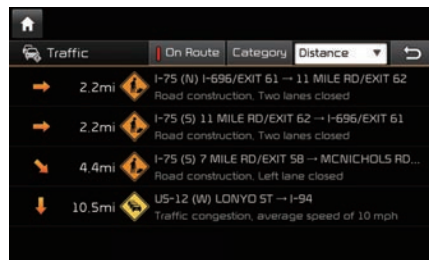 Traffic On Route Category Distance
2.2mi I-75 (N) I-696/EXIT 61 → 11 MILE RD/EXIT 62
Road construction, Two lanes closed
2.2mi I-75 (S) 11 MILE RD/EXIT 62 → I-696/EXIT 61
Road construction, Two lanes closed
4.4mi I-75 (S) 7 MILE RD/EXIT 58 → MCNICHOLS RD...
Road construction, Left lane closed
10.5mi US-12 (W) LONYO ST → I-94
Traffic congestion, average speed of 10 mph